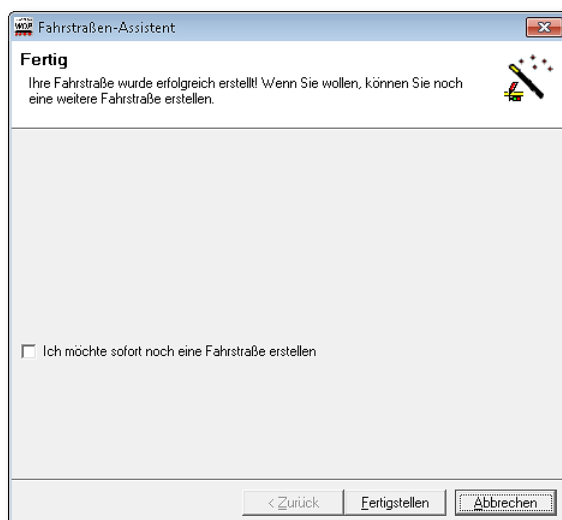 WDP Fahrstraßen-Assistent
Fertig
Ihre Fahrstraße wurde erfolgreich erstellt! Wenn Sie wollen, können Sie noch
eine weitere Fahrstraße erstellen.
Ich möchte sofort noch eine Fahrstraße erstellen
< Zurück Fertigstellen Abbrechen